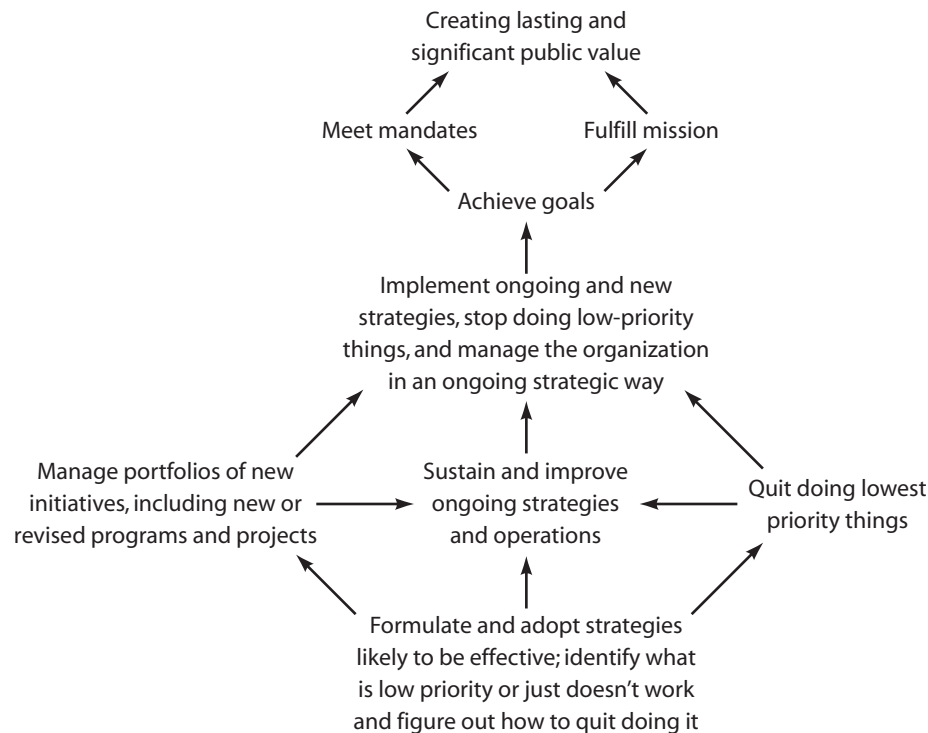 Creating lasting and
significant public value
Meet mandates
Fulfill mission
Achieve goals
Implement ongoing and new
strategies, stop doing low-priority
things, and manage the organization
in an ongoing strategic way
Manage portfolios of new
initiatives, including new or
revised programs and projects
Sustain and improve
ongoing strategies
and operations
Quit doing lowest
priority things
Formulate and adopt strategies
likely to be effective; identify what
is low priority or just doesn’t work
and figure out how to quit doing it